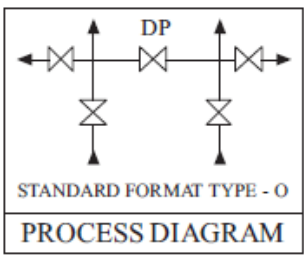 DP
STANDARD FORMAT TYPE - O
PROCESS DIAGRAM